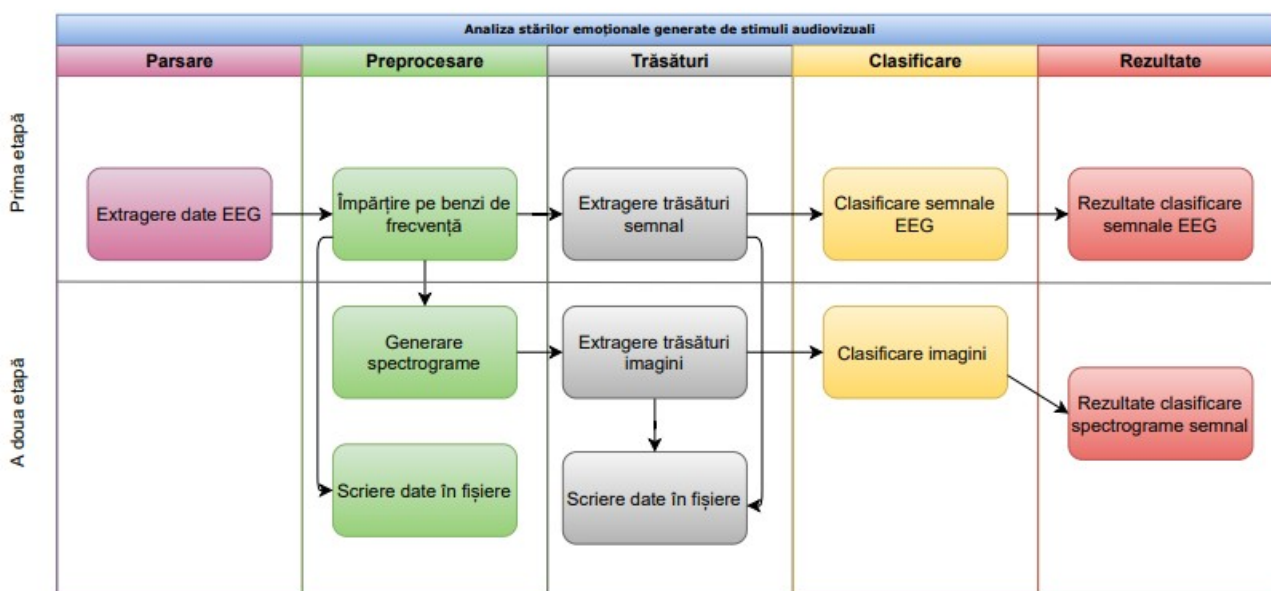 Analiza stărilor emoționale generate de stimuli audiovizuali
Parsare
Preprocesare
Trăsături
Clasificare
Rezultate
Prima etapă
Extragere date EEG
Împărțire pe benzi de
frecvență
Extragere trăsături
semnal
Clasificare semnale
EEG
Rezultate clasificare
semnale EEG
A doua etapă
Generare
spectrograme
Extragere trăsături
imagini
Clasificare imagini
Rezultate clasificare
spectrograme semnal
Scriere date în fișiere
Scriere date în fișiere